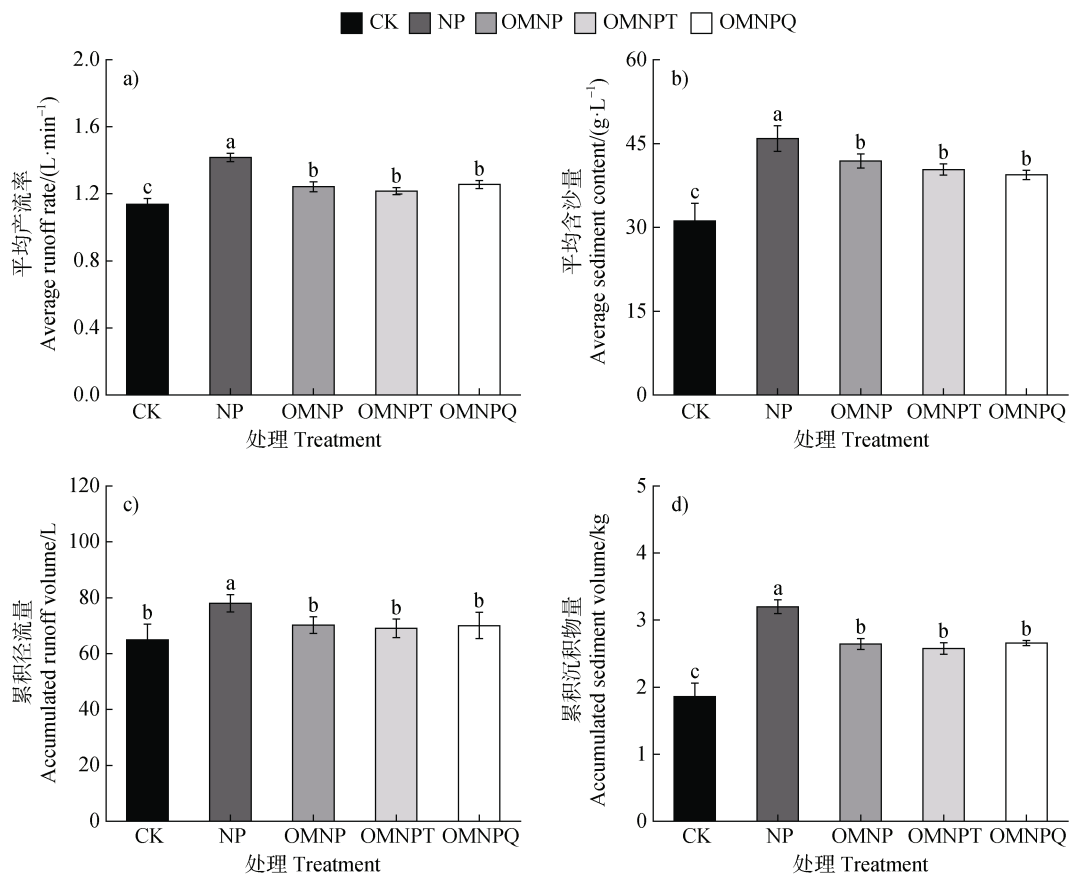 CK NP OMNP OMNPT OMNPQ
a)
平均产流率
Average runoff rate/(L·min⁻¹)
2.0
1.6
1.2
0.8
0.4
0.0
c a b b b
CK NP OMNP OMNPT OMNPQ
处理 Treatment
b)
平均含沙量
Average sediment content/(g·L⁻¹)
60
45
30
15
0
c a b b b
CK NP OMNP OMNPT OMNPQ
处理 Treatment
c)
累积径流量
Accumulated runoff volume/L
120
100
80
60
40
20
0
b a b b b
CK NP OMNP OMNPT OMNPQ
处理 Treatment
d)
累积沉积物量
Accumulated sediment volume/kg
5
4
3
2
1
0
c a b b b
CK NP OMNP OMNPT OMNPQ
处理 Treatment